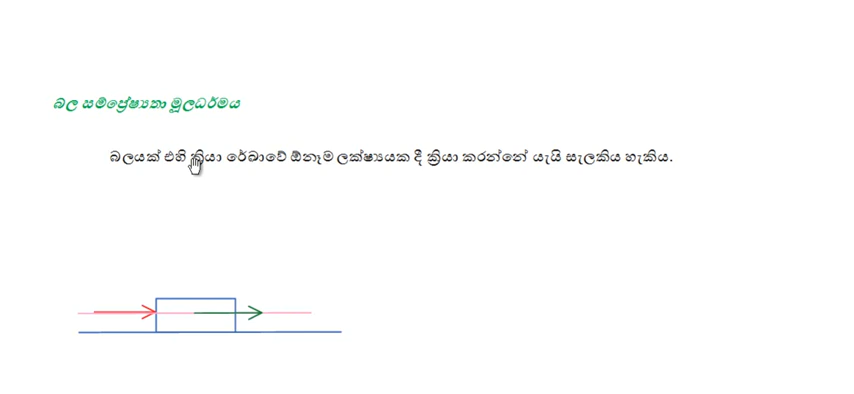 බල සම්ප්‍රේෂ්‍යතා මූලධර්මය
බලයක් එහි ක්‍රියා රේඛාවේ ඕනෑම ලක්ෂ්‍යයක දී ක්‍රියා කරන්නේ යැයි සැලකිය හැකිය.